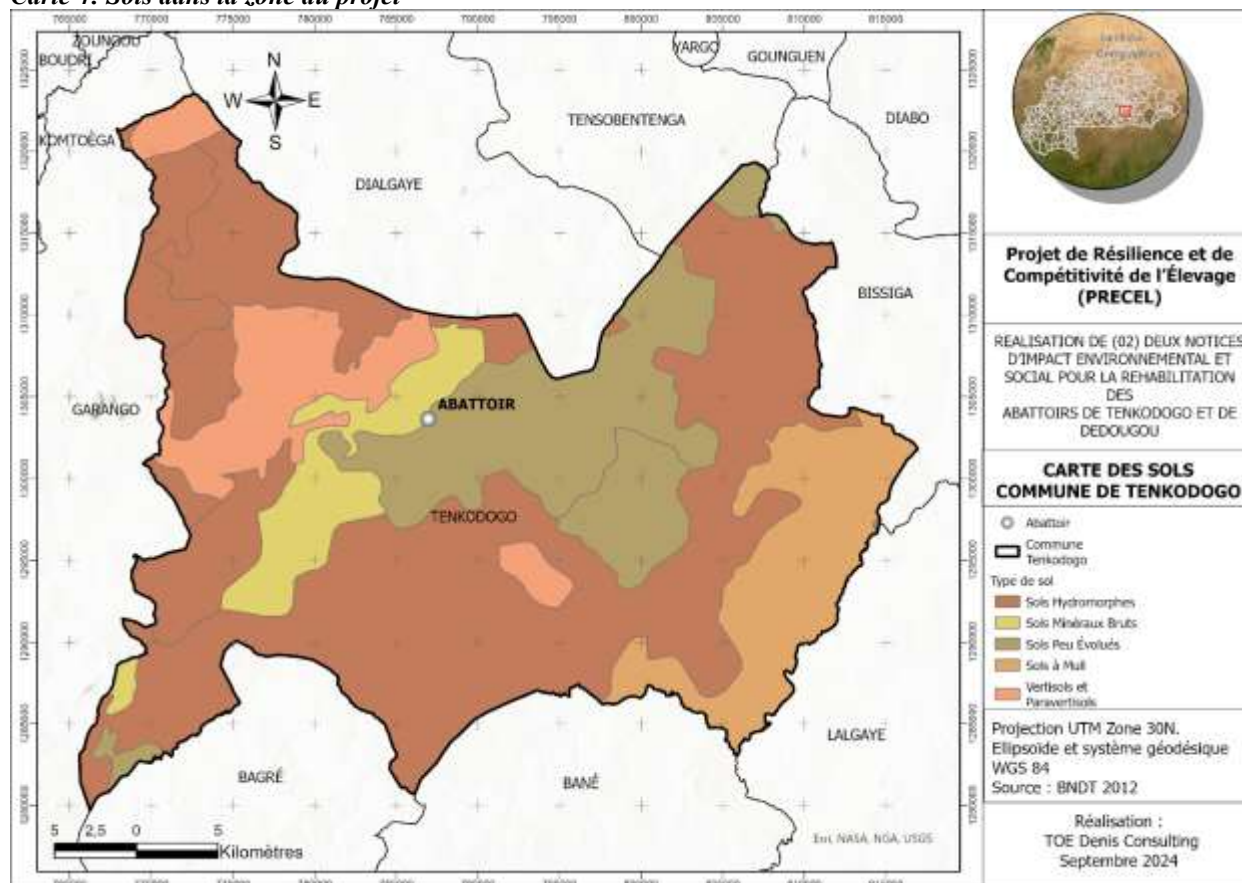 Carte 4: Sols dans la zone du projet
ZOUNGOU
BOUDRI
YARGO
GOUNGUEN
KOMTOÈGA
N
W E
S
TENSOBENTENGA
DIABO
DIALGAYE
BISSIGA
GARANGO
ABATTOIR
TENKODOGO
LALGAYE
BAGRÉ
BANÉ
5 2,5 0 5
Kilomètres
Esri, NASA, NGA, USGS
Projet de Résilience et de
Compétitivité de l'Élevage
(PRECEL)
REALISATION DE (02) DEUX NOTICES
D'IMPACT ENVIRONNEMENTAL ET
SOCIAL POUR LA REHABILITATION
DES
ABATTOIRS DE TENKODOGO ET DE
DEDOUGOU
CARTE DES SOLS
COMMUNE DE TENKODOGO
Abattoir
Commune
Tenkodogo
Type de sol
Sols Hydromorphes
Sols Minéraux Bruts
Sols Peu Évolués
Sols à Mull
Vertisols et
Paravertisols
Projection UTM Zone 30N.
Ellipsoïde et système géodésique
WGS 84
Source : BNDT 2012
Réalisation :
TOE Denis Consulting
Septembre 2024